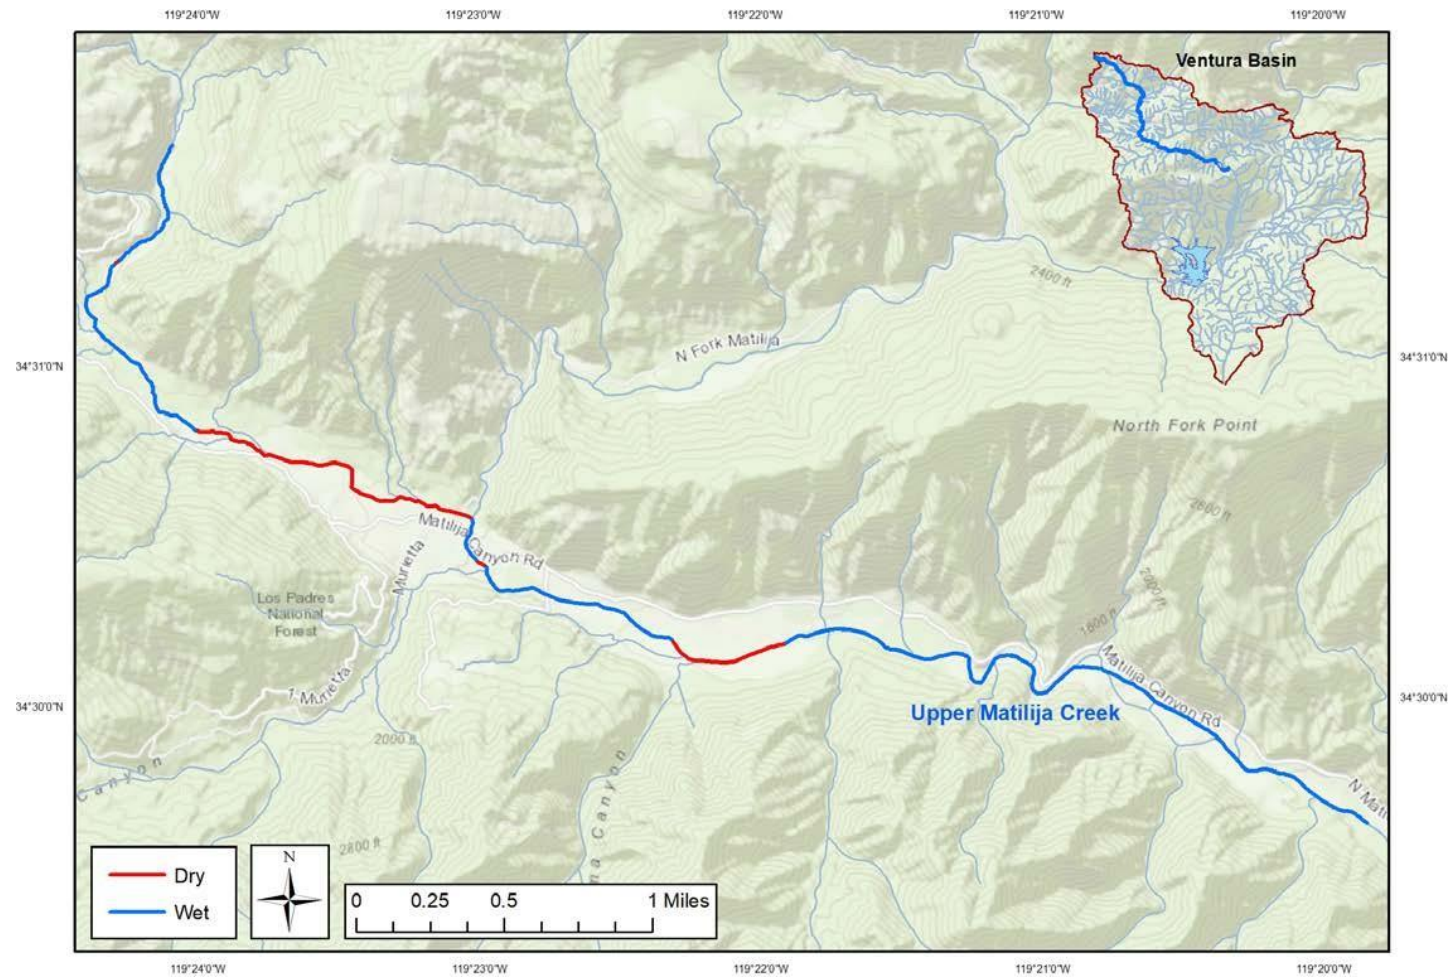 119°24'0"W 119°23'0"W 119°22'0"W 119°21'0"W 119°20'0"W
Ventura Basin
2400 ft
N Fork Matilija
34°31'0"N
34°31'0"N
North Fork Point
2800 ft
Matilija Canyon Rd
Murietta
2000 ft
Los Padres
National
Forest
1600 ft
Matilija Canyon Rd
Murietta
34°30'0"N
34°30'0"N
Upper Matilija Creek
2000 ft
Canyon
Canyon
N Mati
2800 ft
Dry
Wet
N
0 0.25 0.5 1 Miles
119°24'0"W 119°23'0"W 119°22'0"W 119°21'0"W 119°20'0"W